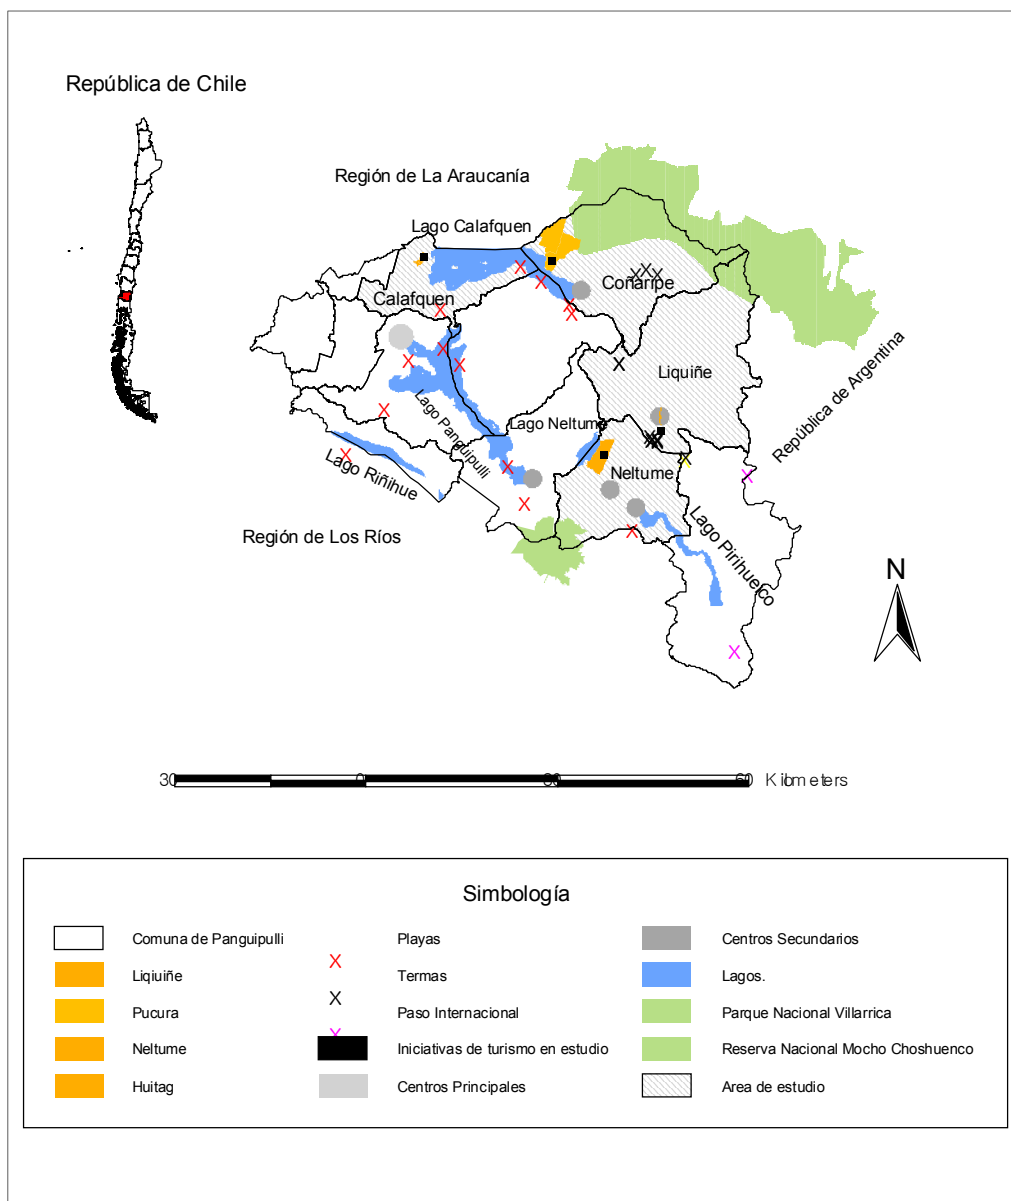 República de Chile
Región de La Araucanía
Lago Calafquen
Coñaripe
Calafquen
Liquiñe
República de Argentina
Lago Neltume
Lago Panguipulli
Neltume
Lago Riñihue
Lago Pirihueico
Región de Los Ríos
N
30 0 30 60 Kilometers
Simbología
Comuna de Panguipulli
Playas
Centros Secundarios
Liqiuiñe
X
Termas
Lagos.
Pucura
X
Paso Internacional
Parque Nacional Villarrica
Neltume
X
Iniciativas de turismo en estudio
Reserva Nacional Mocho Choshuenco
Huitag
Centros Principales
Area de estudio